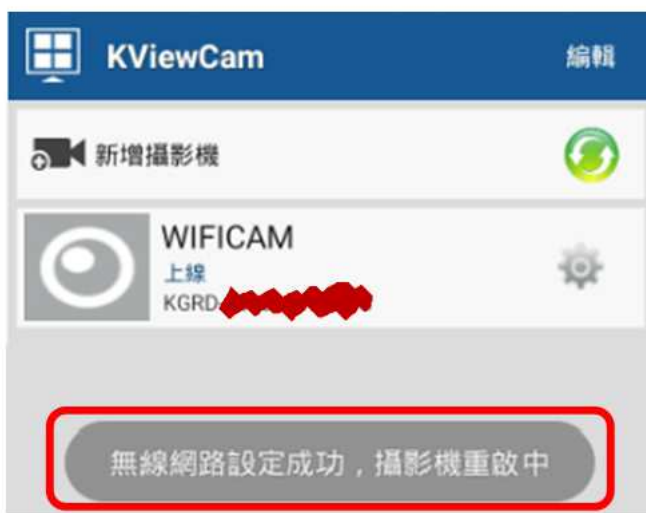 KViewCam 編輯
新增攝影機
WIFICAM
上線
KGRD-
無線網路設定成功，攝影機重啟中